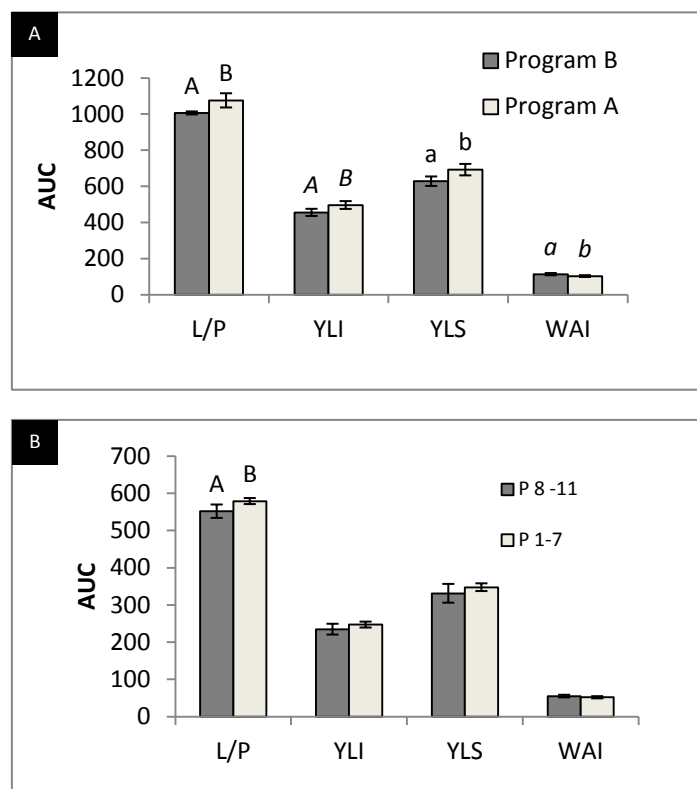 A
Program B
Program A
A B
A B
a b
a b
AUC
1200
1000
800
600
400
200
0
L/P YLI YLS WAI
B
P 8 -11
P 1-7
A B
AUC
700
600
500
400
300
200
100
0
L/P YLI YLS WAI